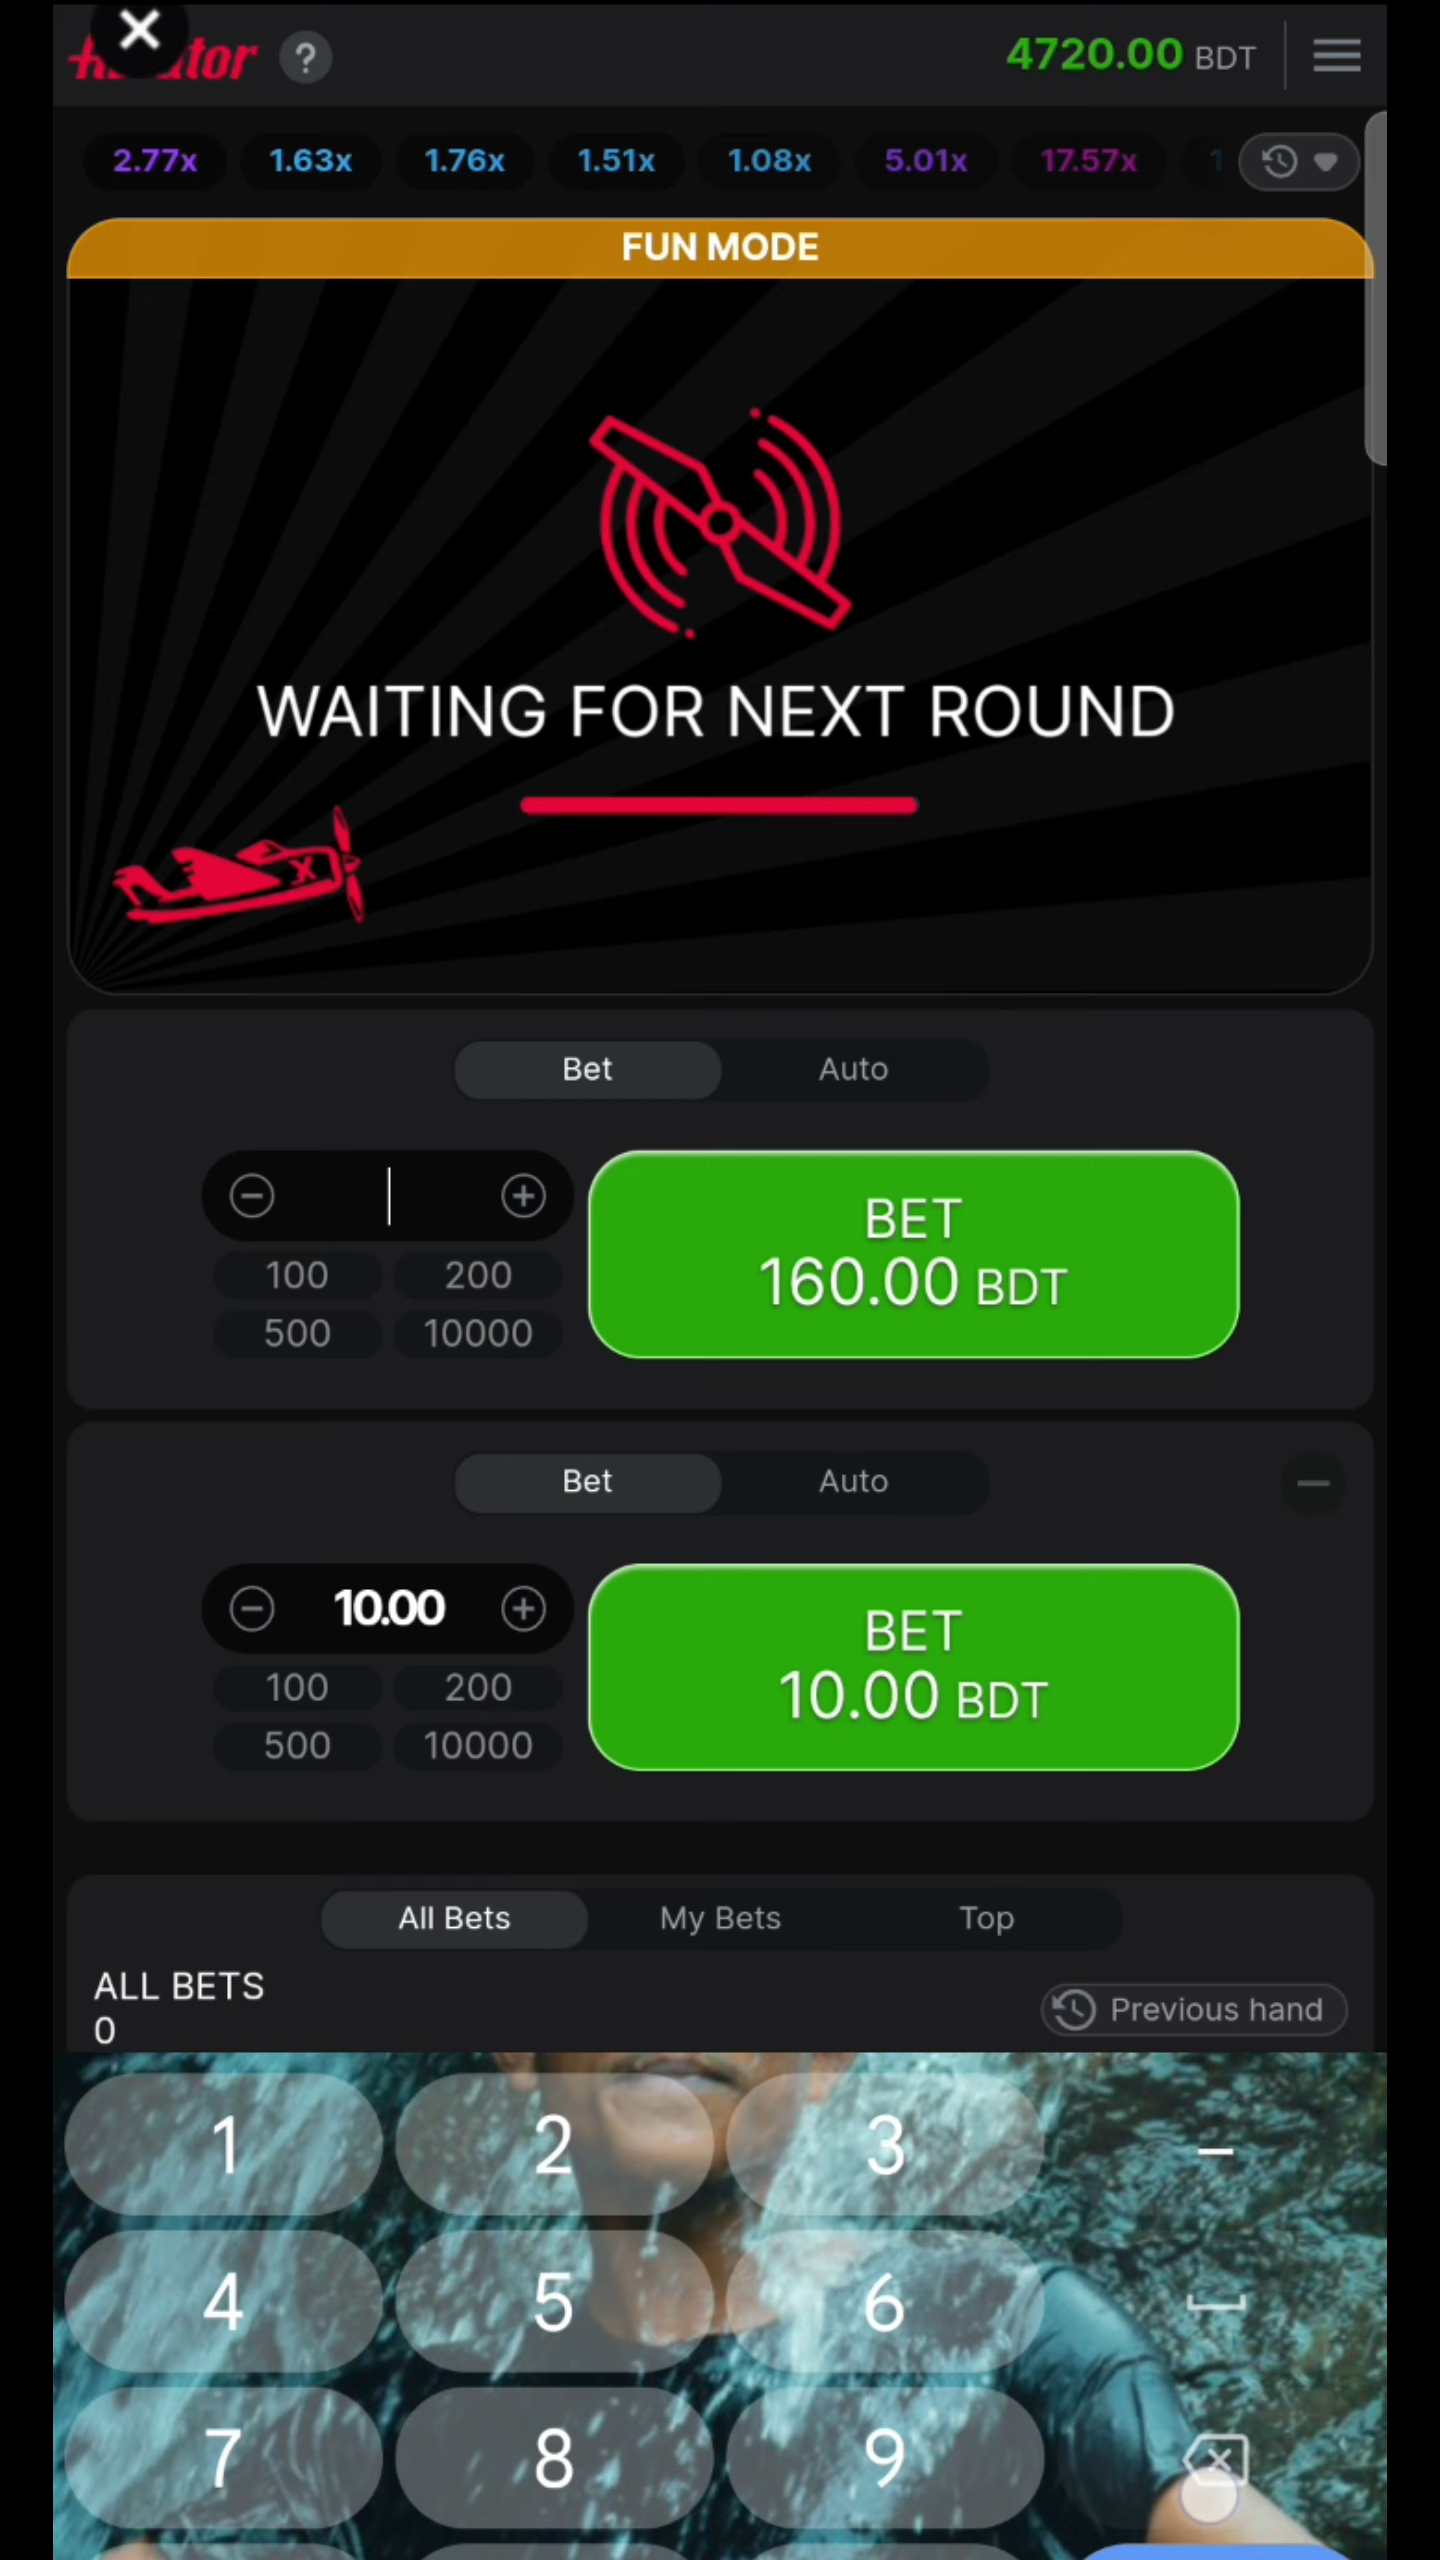 ?
4720.00 BDT
2.77x 1.63x 1.76x 1.51x 1.08x 5.01x 17.57x 1
FUN MODE
WAITING FOR NEXT ROUND
Bet Auto
100 200
500 10000
BET
160.00 BDT
Bet Auto
10.00
100 200
500 10000
BET
10.00 BDT
All Bets My Bets Top
ALL BETS
0
Previous hand
1 2 3 –
4 5 6
7 8 9